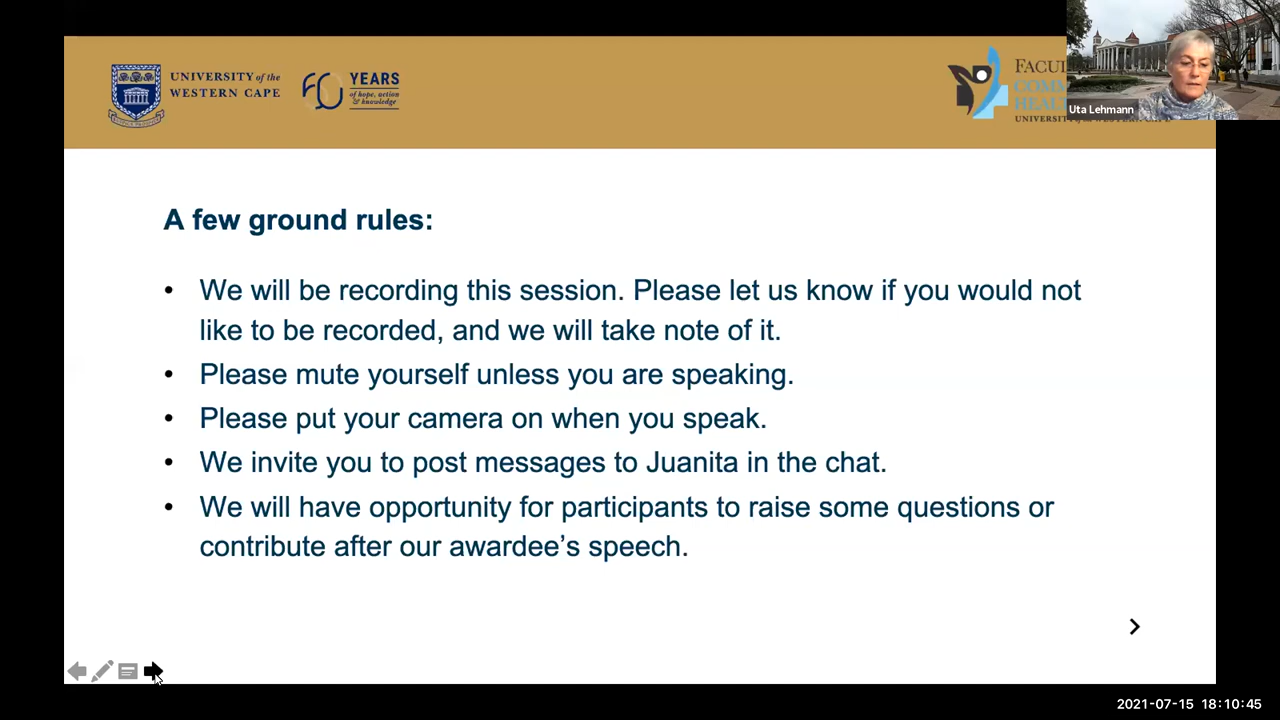 UNIVERSITY of the
WESTERN CAPE
60 YEARS
of hope, action
& knowledge
Uta Lehmann
A few ground rules:
• We will be recording this session. Please let us know if you would not
like to be recorded, and we will take note of it.
• Please mute yourself unless you are speaking.
• Please put your camera on when you speak.
• We invite you to post messages to Juanita in the chat.
• We will have opportunity for participants to raise some questions or
contribute after our awardee’s speech.
2021-07-15 18:10:45